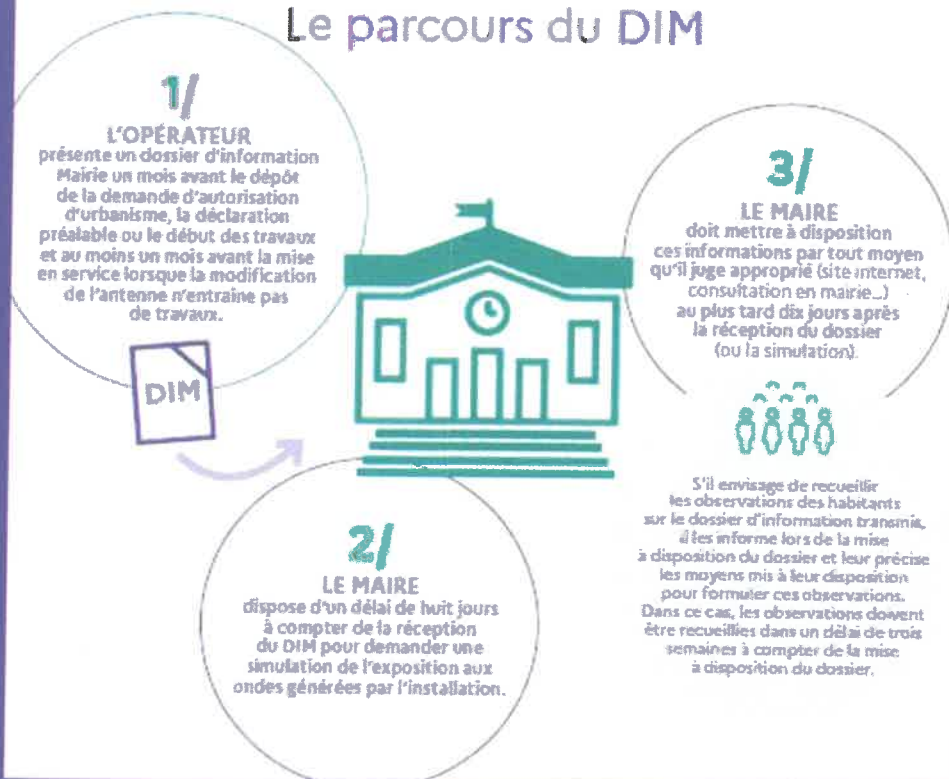 Le parcours du DIM
1/
L'OPÉRATEUR
présente un dossier d'information
Mairie un mois avant le dépôt
de la demande d'autorisation
d'urbanisme, la déclaration
préalable ou le début des travaux
et au moins un mois avant la mise
en service lorsque la modification
de l'antenne n'entraine pas
de travaux.
DIM
2/
LE MAIRE
dispose d'un délai de huit jours
à compter de la réception
du DIM pour demander une
simulation de l'exposition aux
ondes générées par l'installation.
3/
LE MAIRE
doit mettre à disposition
ces informations par tout moyen
qu'il juge approprié (site internet,
consultation en mairie...)
au plus tard dix jours après
la réception du dossier
(ou la simulation).
S'il envisage de recueillir
les observations des habitants
sur le dossier d'information transmis,
il les informe lors de la mise
à disposition du dossier et leur précise
les moyens mis à leur disposition
pour formuler ces observations.
Dans ce cas, les observations doivent
être recueillies dans un délai de trois
semaines à compter de la mise
à disposition du dossier.